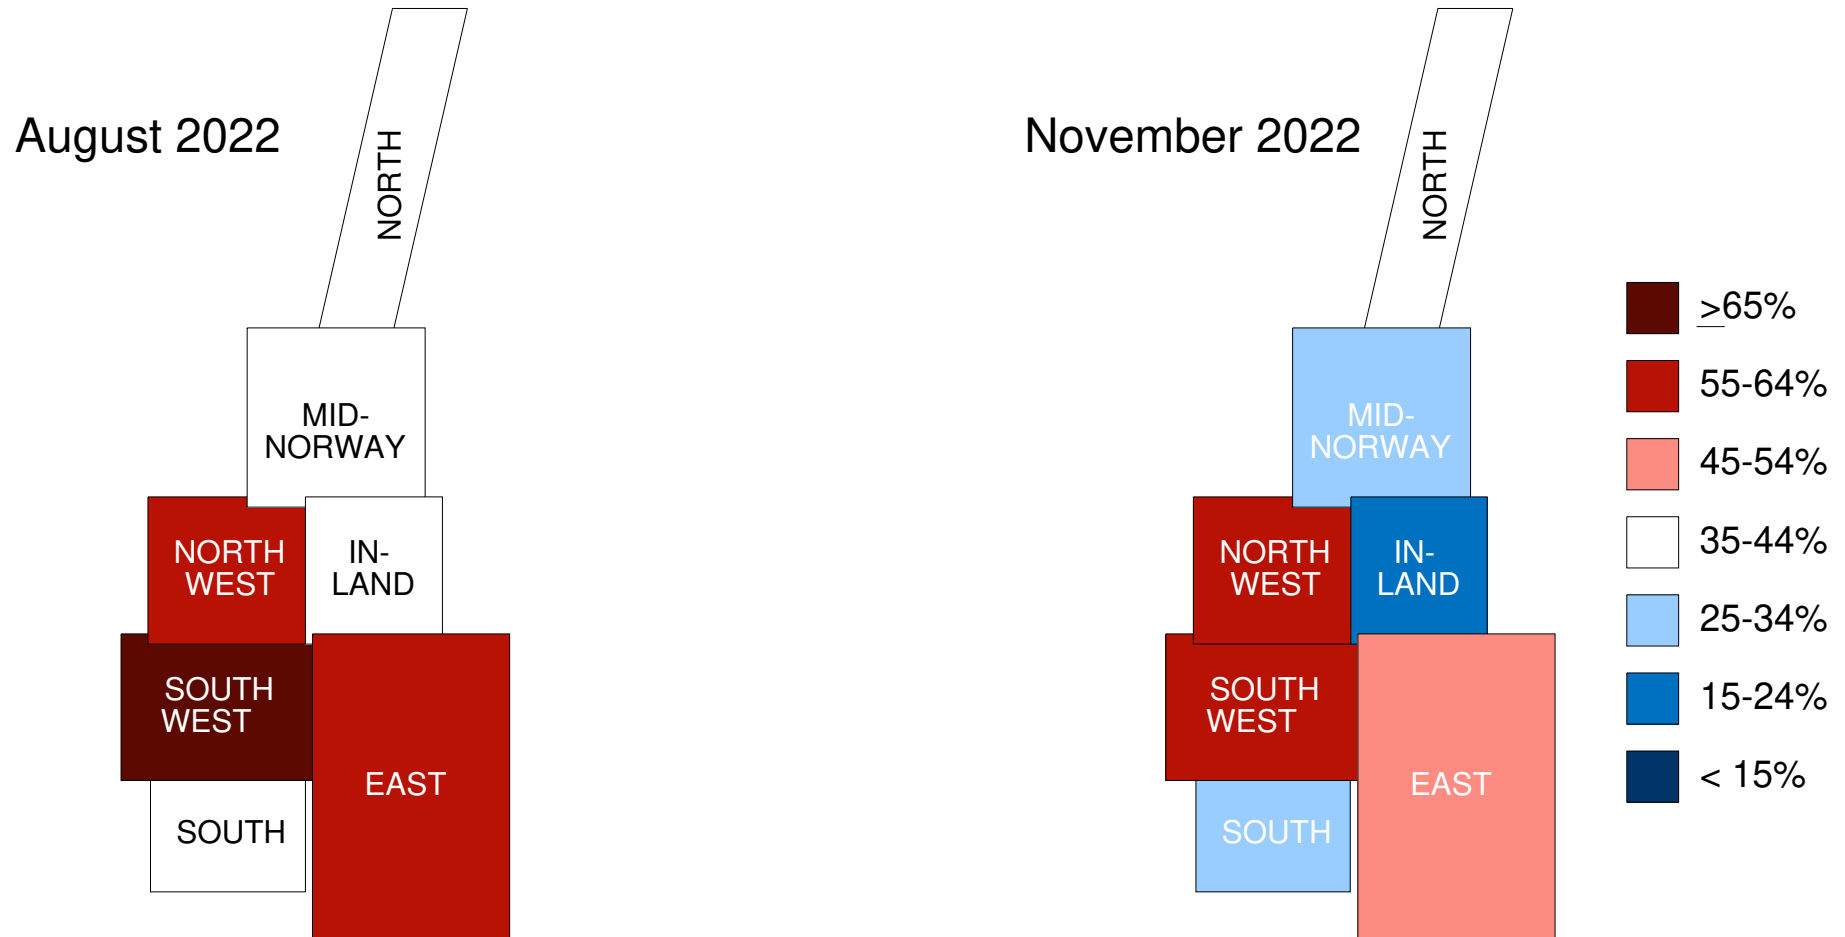 August 2022
NORTH
MID-
NORWAY
NORTH
WEST
IN-
LAND
SOUTH
WEST
EAST
SOUTH
November 2022
NORTH
MID-
NORWAY
NORTH
WEST
IN-
LAND
SOUTH
WEST
EAST
SOUTH
≥65%
55-64%
45-54%
35-44%
25-34%
15-24%
< 15%